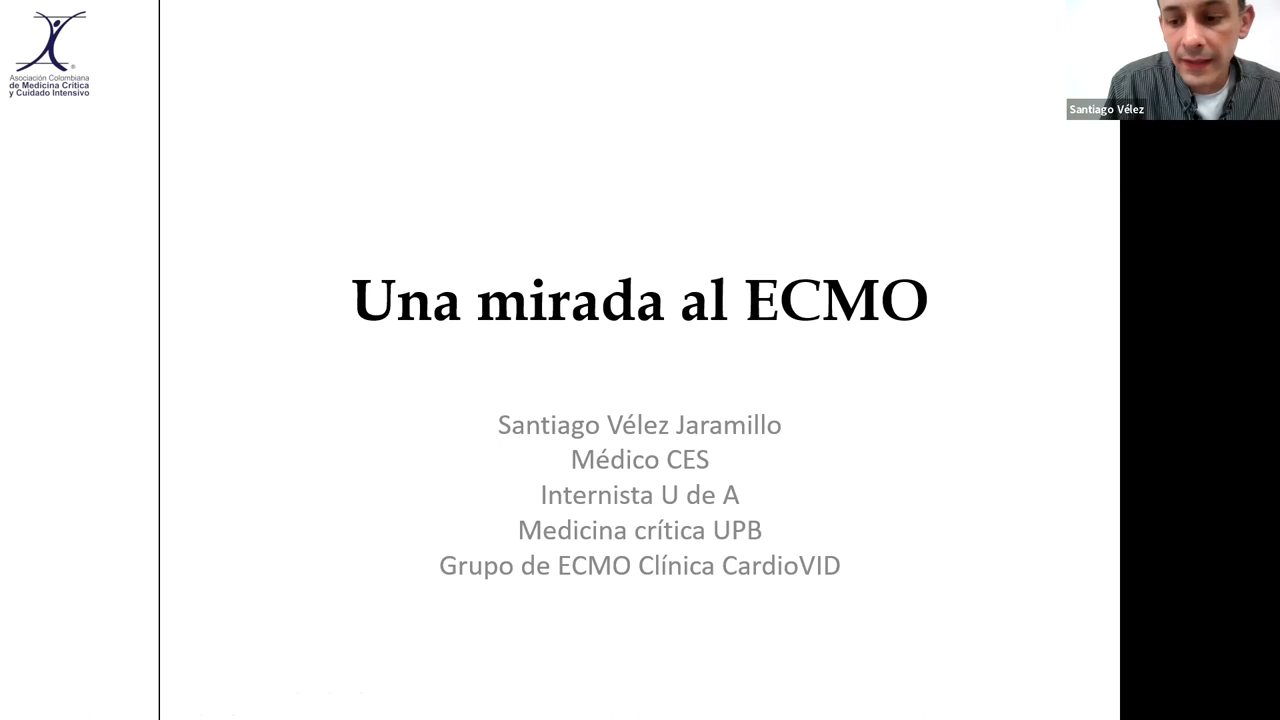 Asociación Colombiana
de Medicina Crítica
y Cuidado Intensivo
Santiago Vélez
Una mirada al ECMO
Santiago Vélez Jaramillo
Médico CES
Internista U de A
Medicina crítica UPB
Grupo de ECMO Clínica CardioVID